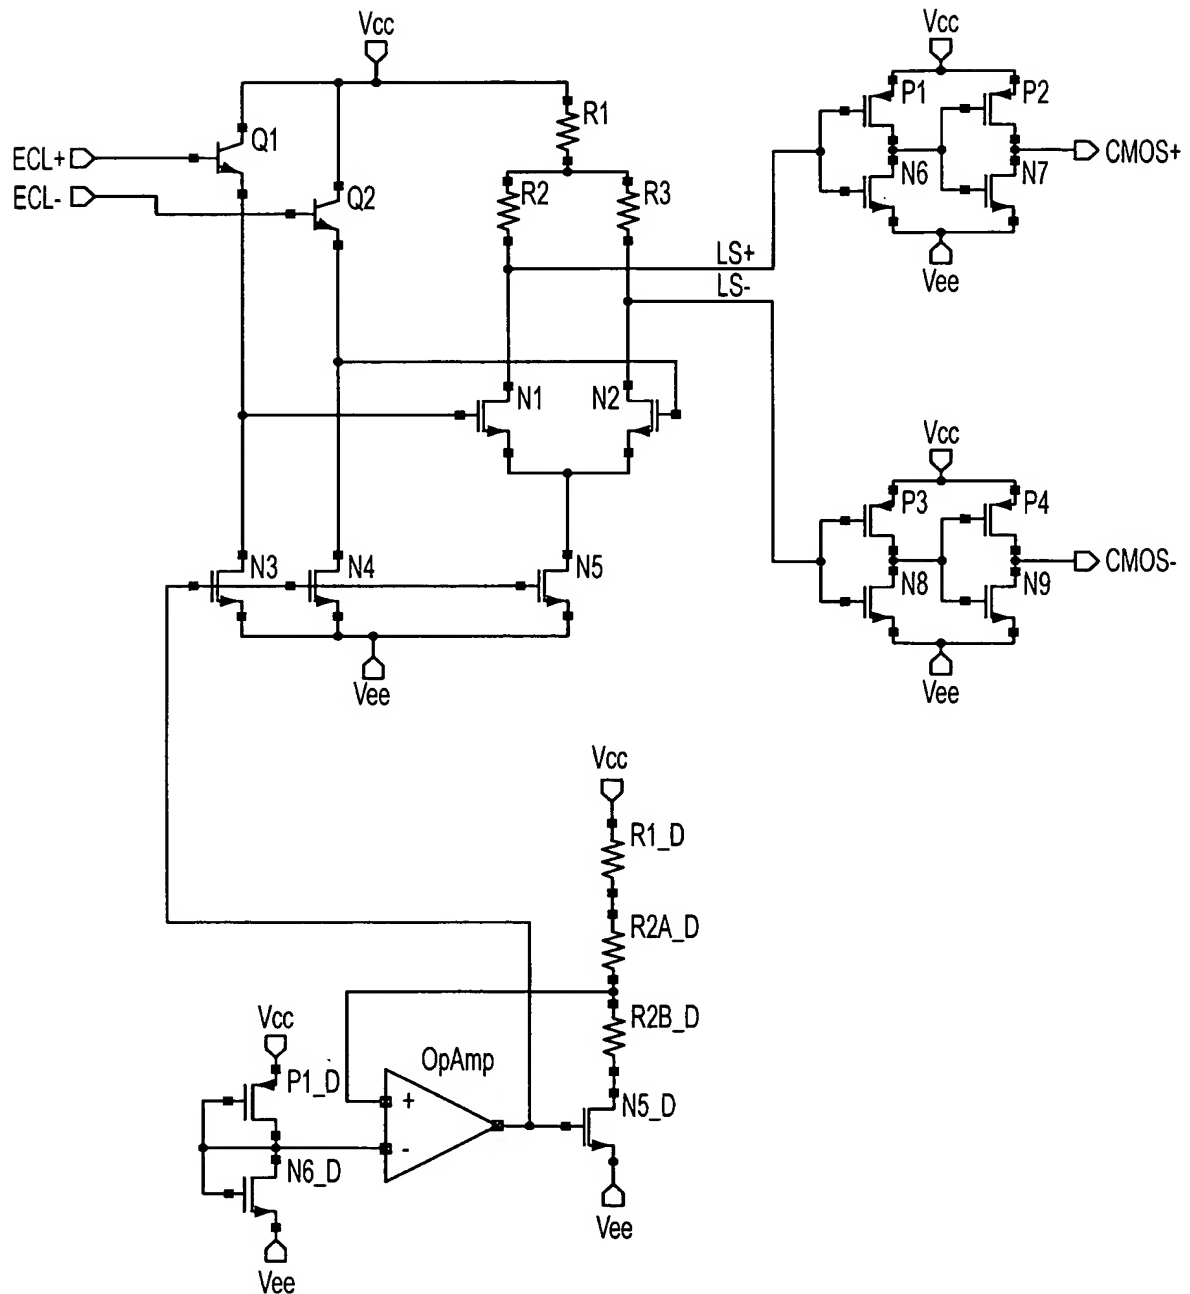 Vcc
Vcc
R1
P1
P2
Q1
ECL+
CMOS+
ECL-
Q2
R2
R3
N6
N7
LS+
LS-
Vee
N1
N2
Vcc
P3
P4
N3
N4
N5
CMOS-
N8
N9
Vee
Vee
Vcc
R1_D
R2A_D
Vcc
R2B_D
OpAmp
P1_D
+
N5_D
-
N6_D
Vee
Vee